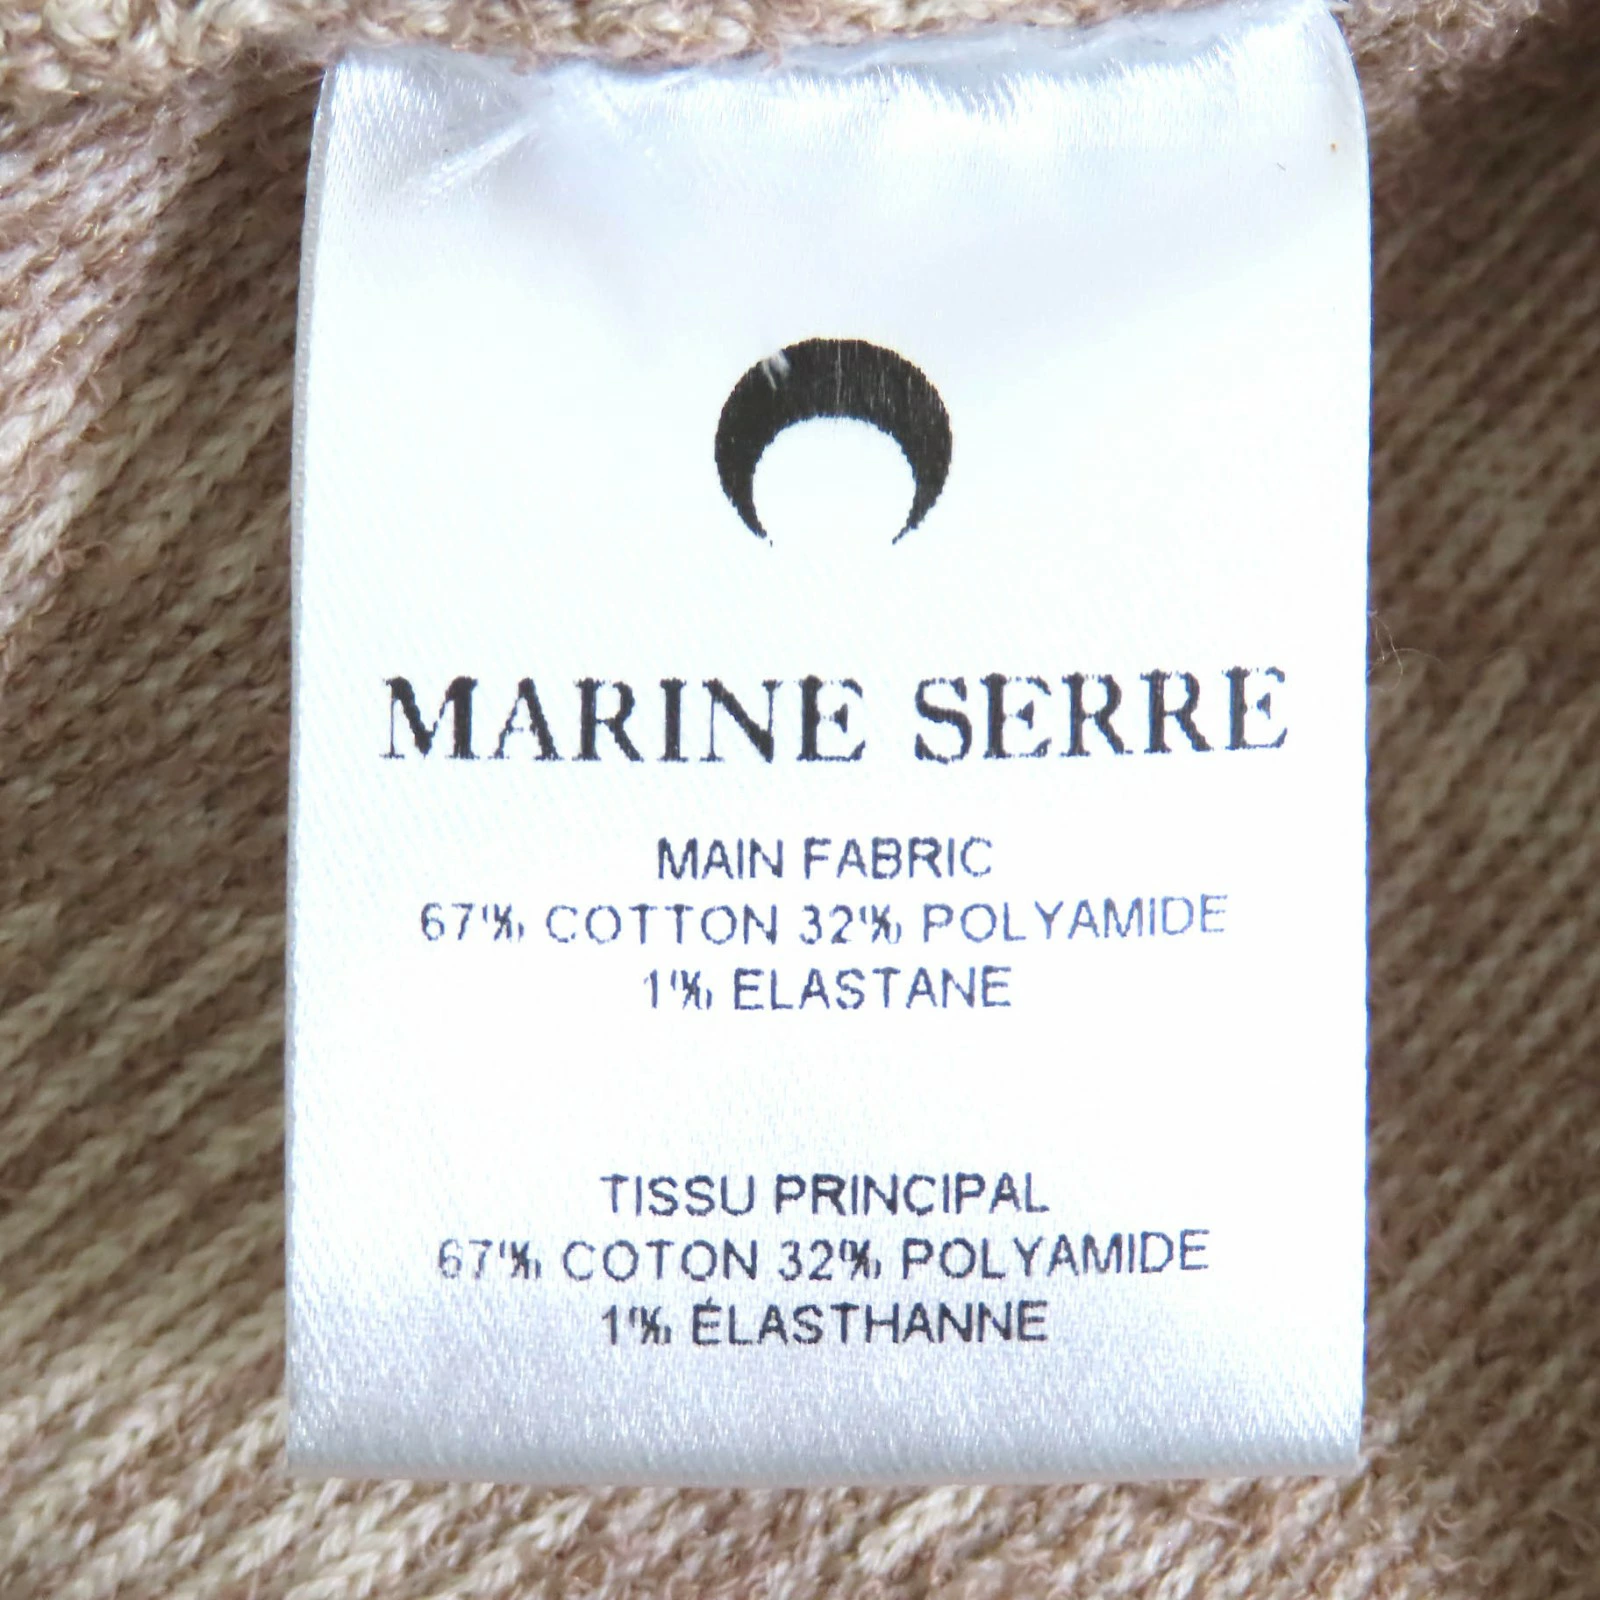 MARINE SERRE
MAIN FABRIC
67% COTTON 32% POLYAMIDE
1% ELASTANE
TISSU PRINCIPAL
67% COTON 32% POLYAMIDE
1% ÉLASTHANNE